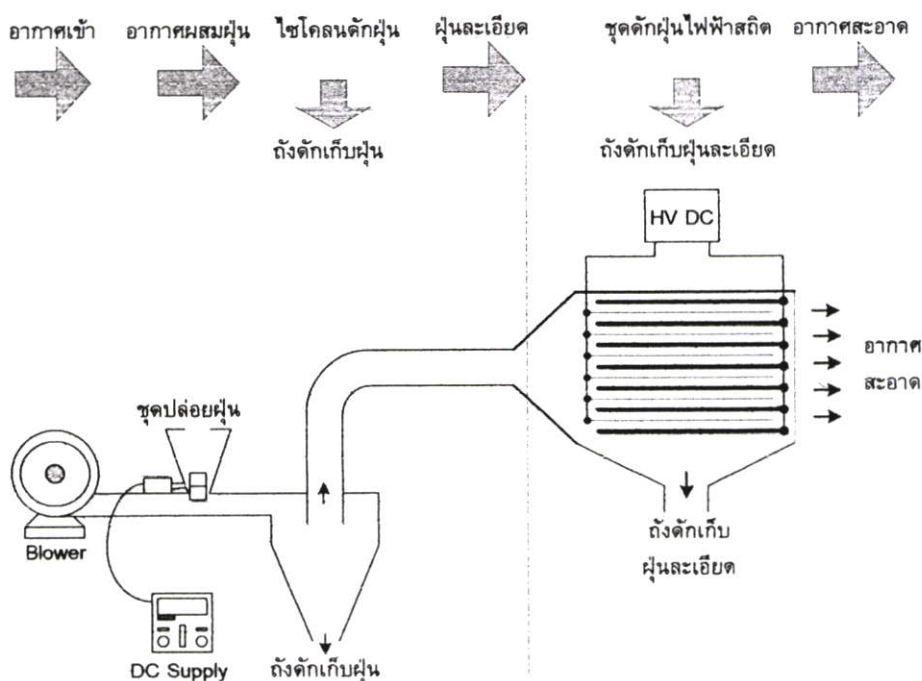 อากาศเข้า
อากาศผสมฝุ่น
ไซโคลนดักฝุ่น
ฝุ่นละเอียด
ชุดดักฝุ่นไฟฟ้าสถิต
อากาศสะอาด
ถังดักเก็บฝุ่น
ถังดักเก็บฝุ่นละเอียด
HV DC
อากาศ
สะอาด
ชุดปล่อยฝุ่น
Blower
DC Supply
ถังดักเก็บฝุ่น
ถังดักเก็บ
ฝุ่นละเอียด